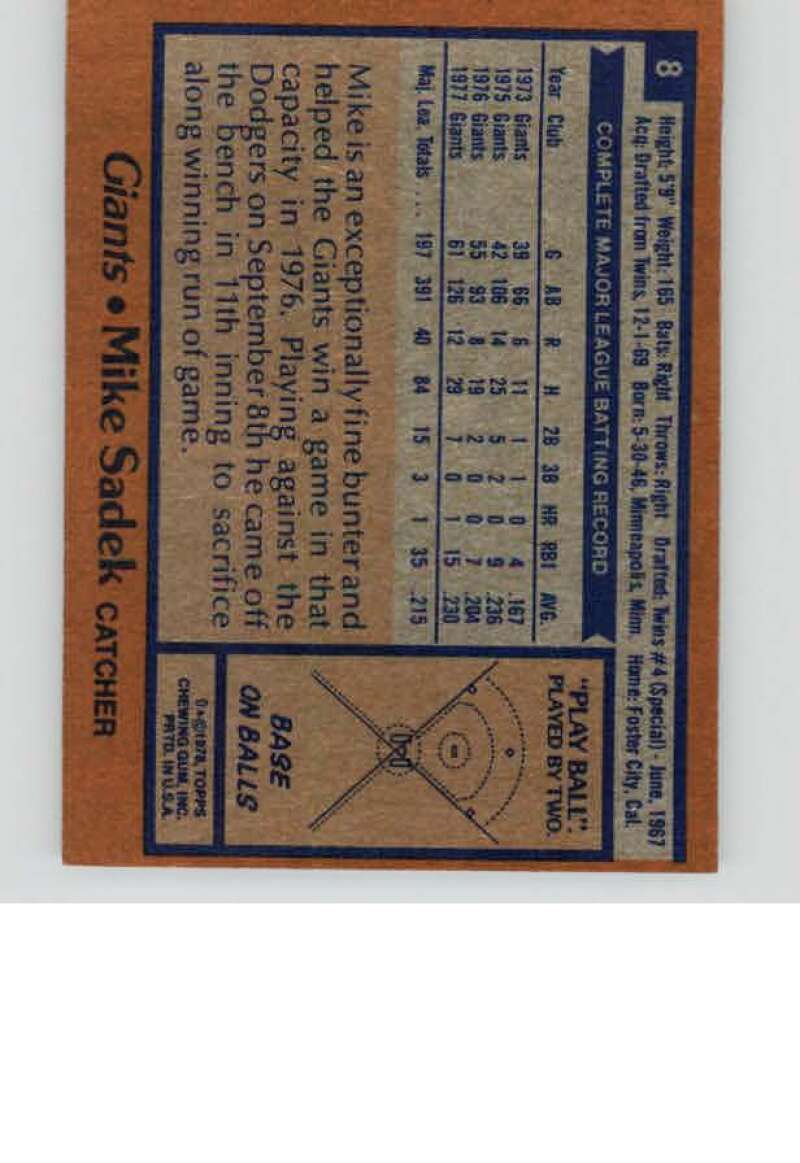 8
Height: 5'9" Weight: 165 Bats: Right Throws: Right Drafted: Twins #4 (Special) - June, 1967
Acq: Drafted from Twins, 12-1-69 Born: 5-30-46, Minneapolis, Minn. Home: Foster City, Cal.
COMPLETE MAJOR LEAGUE BATTING RECORD
Year Club G AB R H 2B 3B HR RBI AVG.
1973 Giants 39 66 6 11 1 1 0 4 .167
1975 Giants 42 106 14 25 5 2 0 9 .236
1976 Giants 55 93 8 19 2 0 0 7 .204
1977 Giants 61 126 12 29 7 0 1 15 .230
Maj. Lea. Totals . . . 197 391 40 84 15 3 1 35 .215
Mike is an exceptionally fine bunter and
helped the Giants win a game in that
capacity in 1976. Playing against the
Dodgers on September 8th he came off
the bench in 11th inning to sacrifice
along winning run of game.
"PLAY BALL".
PLAYED BY TWO.
BASE
ON BALLS
©1978, TOPPS
CHEWING GUM, INC.
PRTD. IN U.S.A.
Giants • Mike Sadek CATCHER